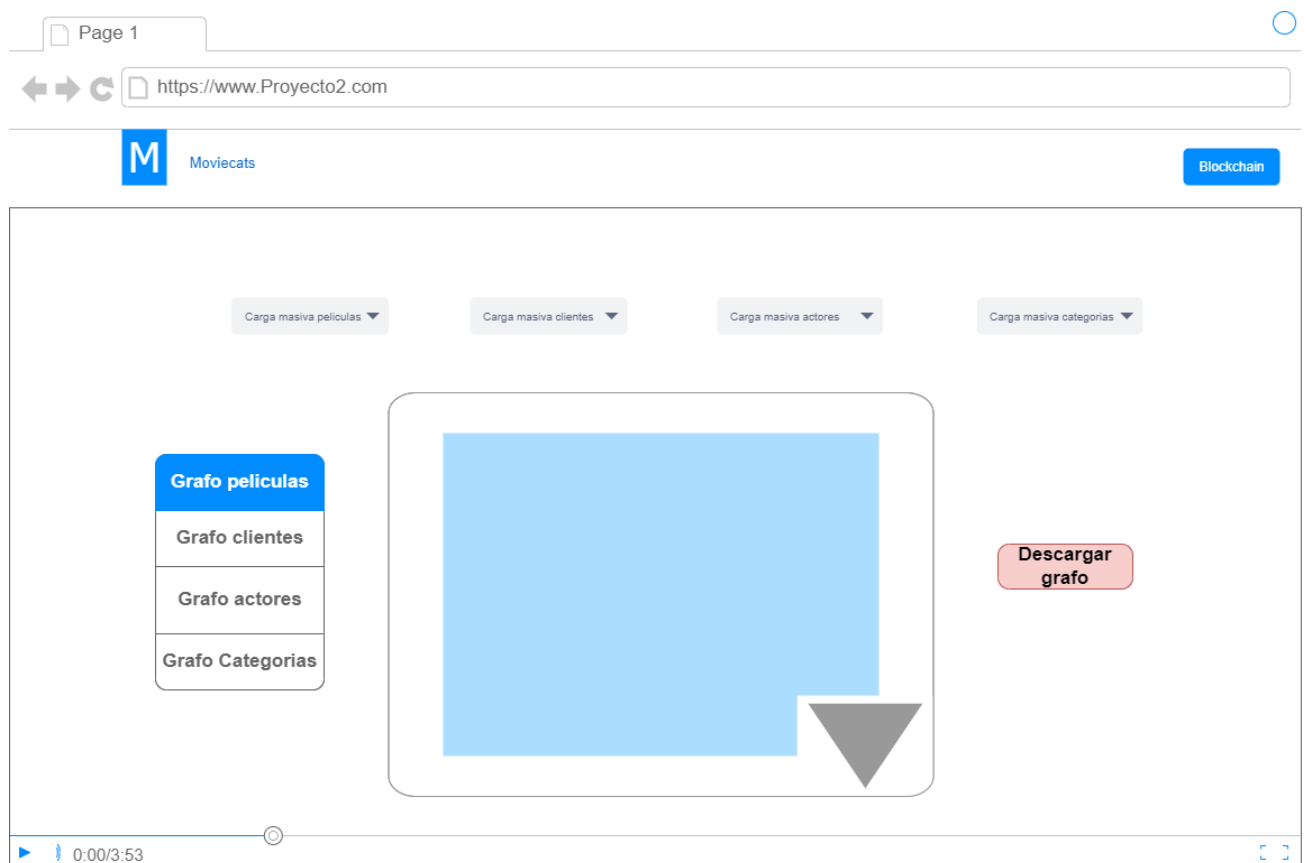 Page 1
https://www.Proyecto2.com
M
Moviecats
Blockchain
Carga masiva peliculas
Carga masiva clientes
Carga masiva actores
Carga masiva categorias
Grafo peliculas
Grafo clientes
Grafo actores
Grafo Categorias
Descargar
grafo
0:00/3:53